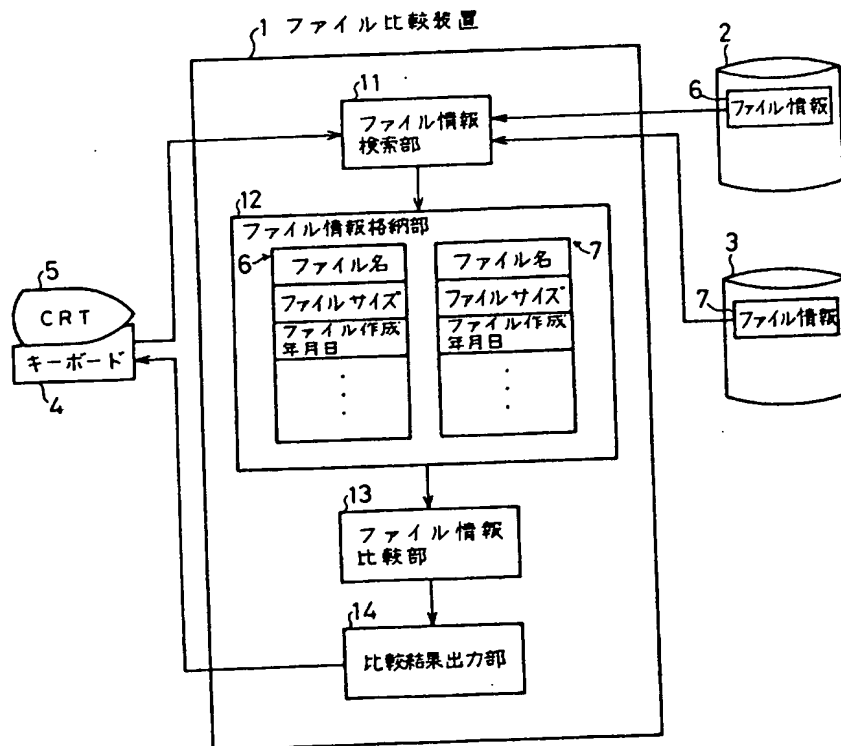 1 ファイル比較装置
2
11
6
ファイル情報
ファイル情報
検索部
12
ファイル情報格納部
6
7
ファイル名
ファイル名
ファイルサイズ
ファイルサイズ
ファイル作成
年月日
ファイル作成
年月日
3
7
ファイル情報
5
CRT
キーボード
4
13
ファイル情報
比較部
14
比較結果出力部